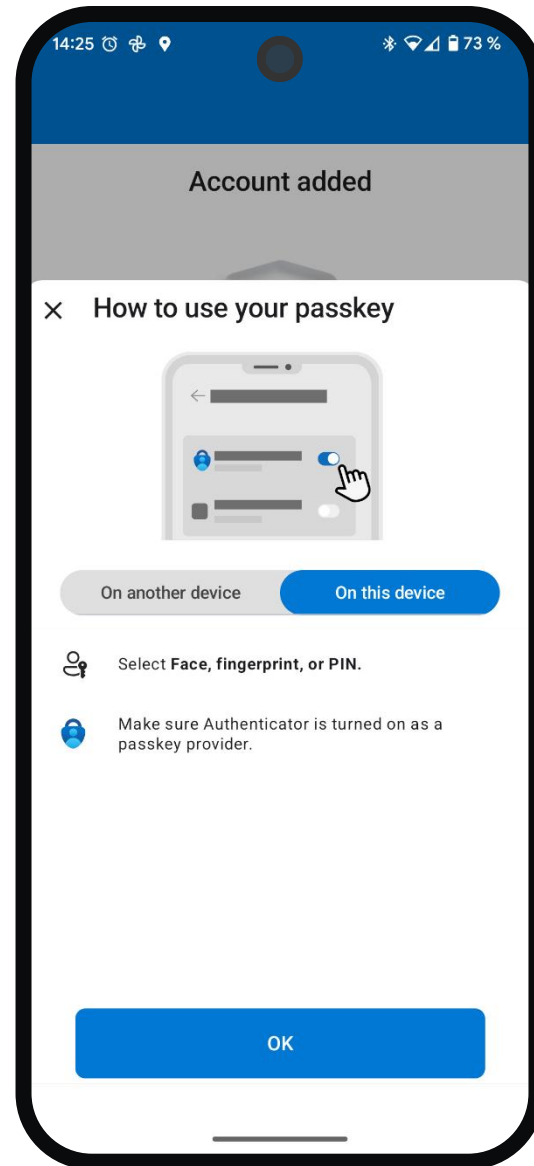 14:25 73 %
Account added
How to use your passkey
On another device On this device
Select Face, fingerprint, or PIN.
Make sure Authenticator is turned on as a
passkey provider.
OK